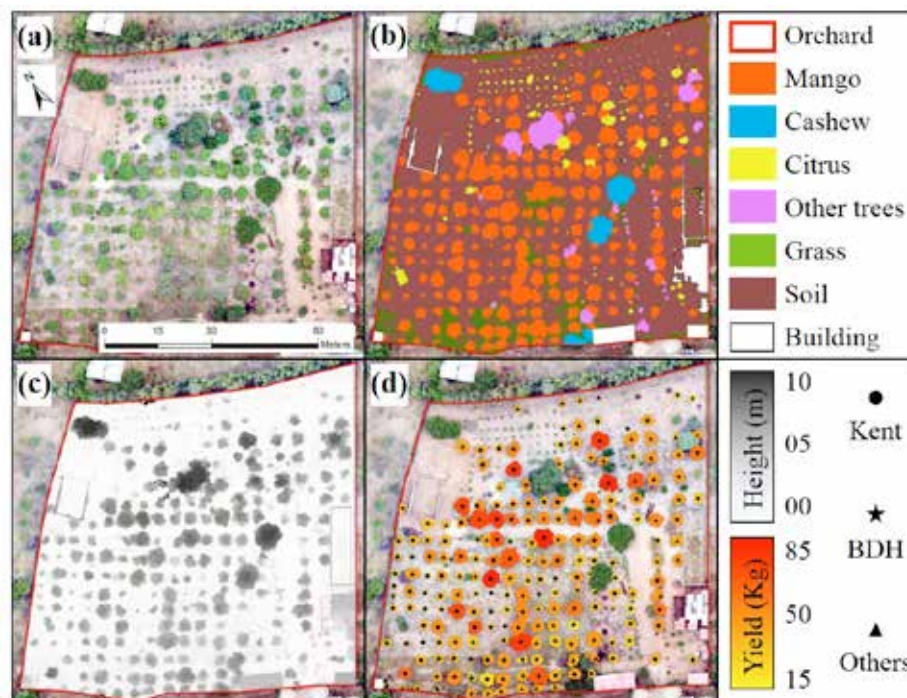 (a)
N
0 15 30 60
Meters
(b)
Orchard
Mango
Cashew
Citrus
Other trees
Grass
Soil
Building
(c)
(d)
Height (m)
10
05
00
Yield (Kg)
85
50
15
Kent
BDH
Others